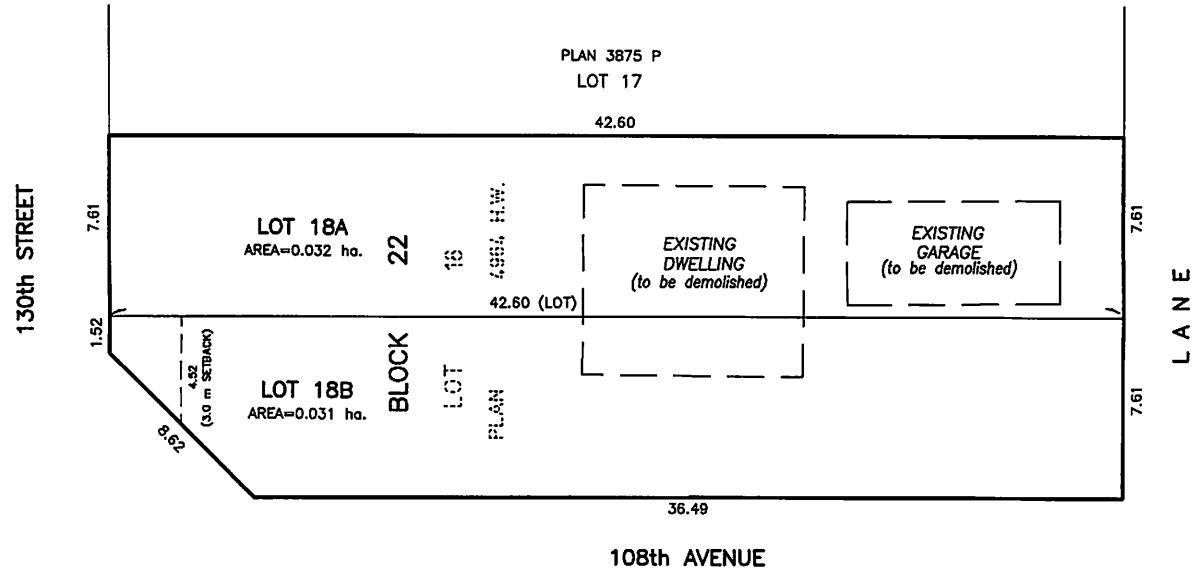 PLAN 3875 P
LOT 17
42.60
130th STREET
7.61
LOT 18A
AREA=0.032 ha.
BLOCK 22
LOT 18
PLAN 7984 H.W.
EXISTING
DWELLING
(to be demolished)
EXISTING
GARAGE
(to be demolished)
7.61
LANE
42.60 (LOT)
1.52
4.52
(3.0 m SETBACK)
LOT 18B
AREA=0.031 ha.
8.62
7.61
36.49
108th AVENUE